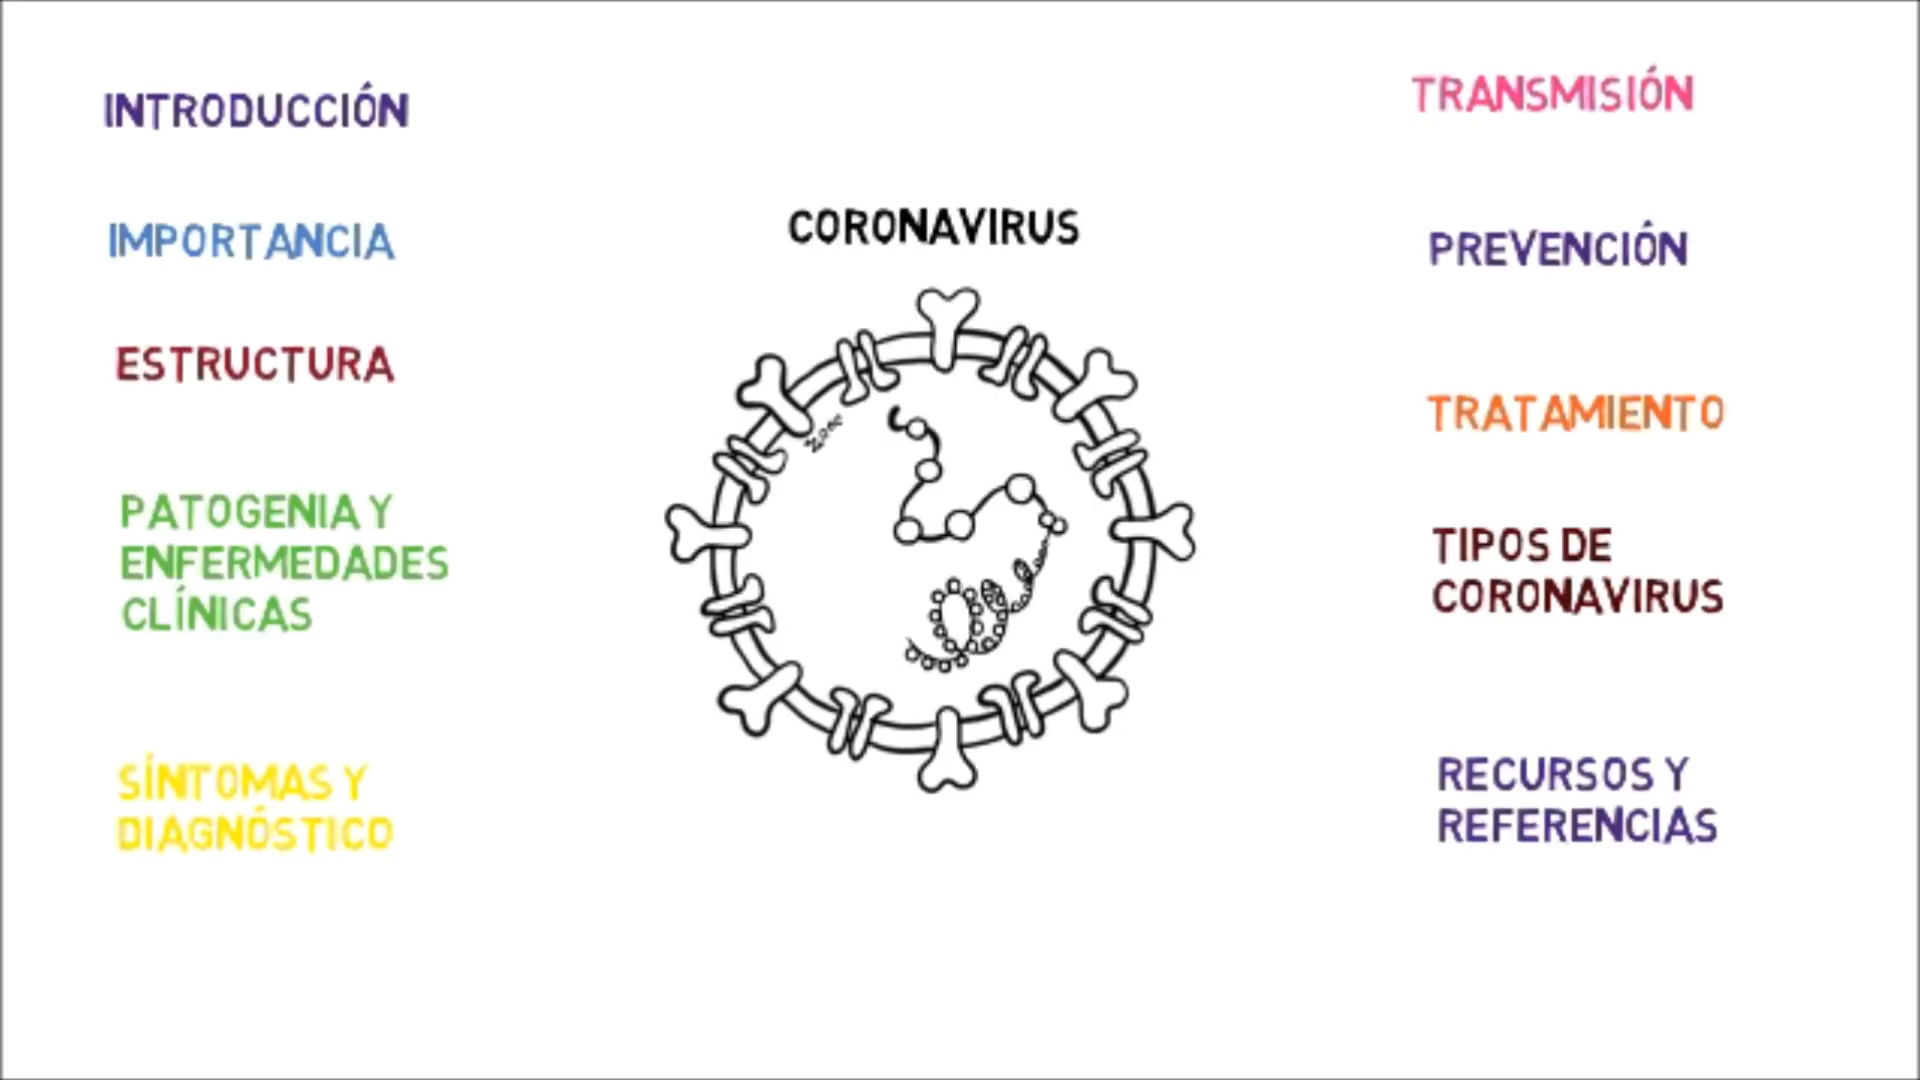 INTRODUCCIÓN
IMPORTANCIA
ESTRUCTURA
PATOGENIA Y
ENFERMEDADES
CLÍNICAS
SÍNTOMAS Y
DIAGNÓSTICO
CORONAVIRUS
TRANSMISIÓN
PREVENCIÓN
TRATAMIENTO
TIPOS DE
CORONAVIRUS
RECURSOS Y
REFERENCIAS